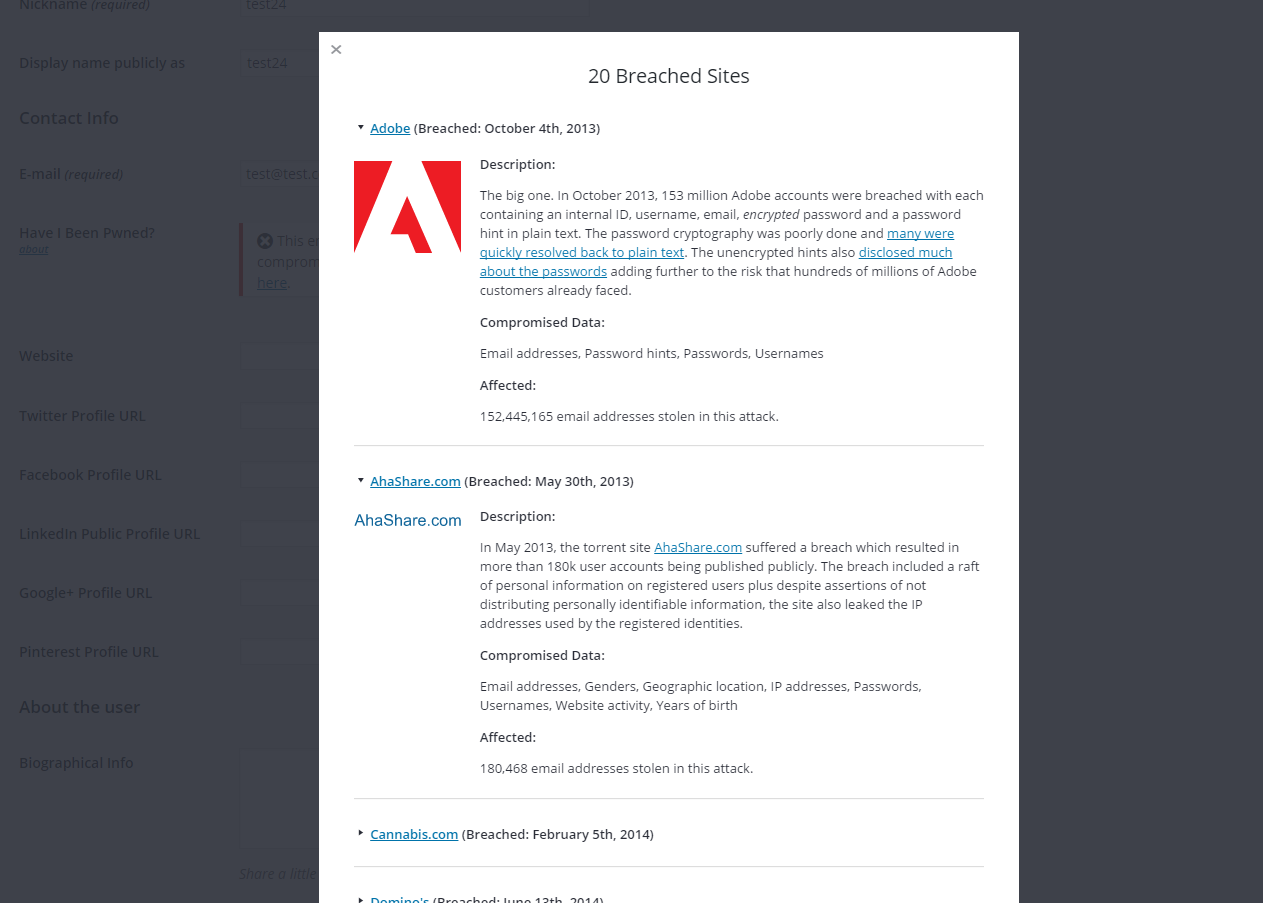 Nickname (required)
test24
Display name publicly as
test24
Contact Info
E-mail (required)
test@test.c
Have I Been Pwned?
about
This e
comprom
here.
Website
Twitter Profile URL
Facebook Profile URL
LinkedIn Public Profile URL
Google+ Profile URL
Pinterest Profile URL
About the user
Biographical Info
Share a little
×
20 Breached Sites
Adobe (Breached: October 4th, 2013)
Description:
The big one. In October 2013, 153 million Adobe accounts were breached with each
containing an internal ID, username, email, encrypted password and a password
hint in plain text. The password cryptography was poorly done and many were
quickly resolved back to plain text. The unencrypted hints also disclosed much
about the passwords adding further to the risk that hundreds of millions of Adobe
customers already faced.
Compromised Data:
Email addresses, Password hints, Passwords, Usernames
Affected:
152,445,165 email addresses stolen in this attack.
AhaShare.com (Breached: May 30th, 2013)
AhaShare.com
Description:
In May 2013, the torrent site AhaShare.com suffered a breach which resulted in
more than 180k user accounts being published publicly. The breach included a raft
of personal information on registered users plus despite assertions of not
distributing personally identifiable information, the site also leaked the IP
addresses used by the registered identities.
Compromised Data:
Email addresses, Genders, Geographic location, IP addresses, Passwords,
Usernames, Website activity, Years of birth
Affected:
180,468 email addresses stolen in this attack.
Cannabis.com (Breached: February 5th, 2014)
Domino's (Breached: June 13th, 2014)